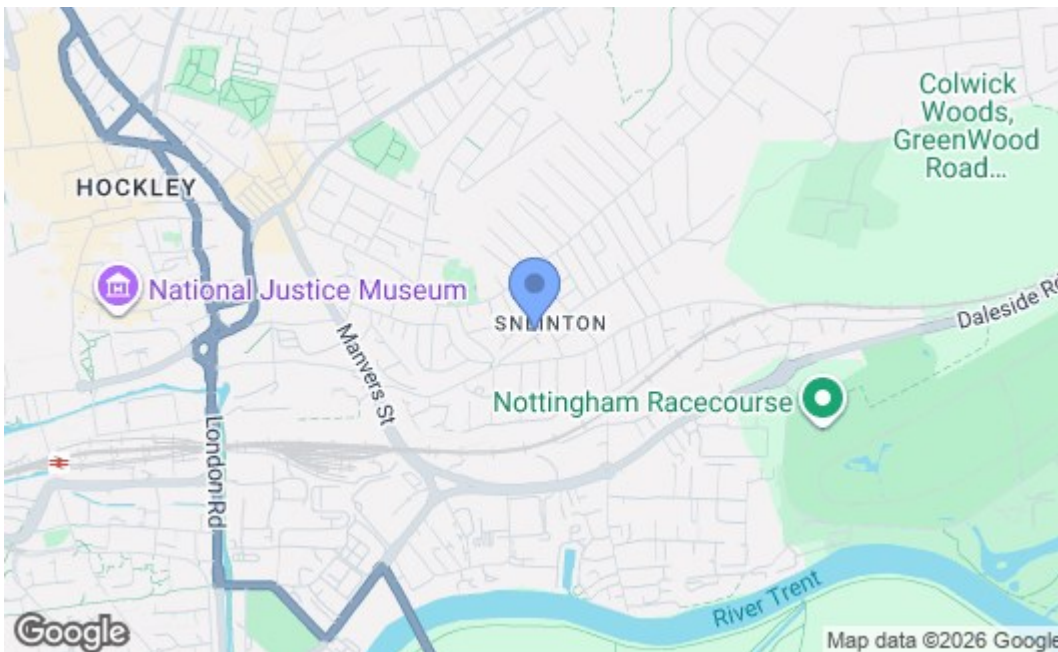 Colwick
Woods,
GreenWood
Road...
HOCKLEY
National Justice Museum
SNEINTON
Daleside Rd
Manvers St
Nottingham Racecourse
London Rd
River Trent
Google
Map data ©2026 Google